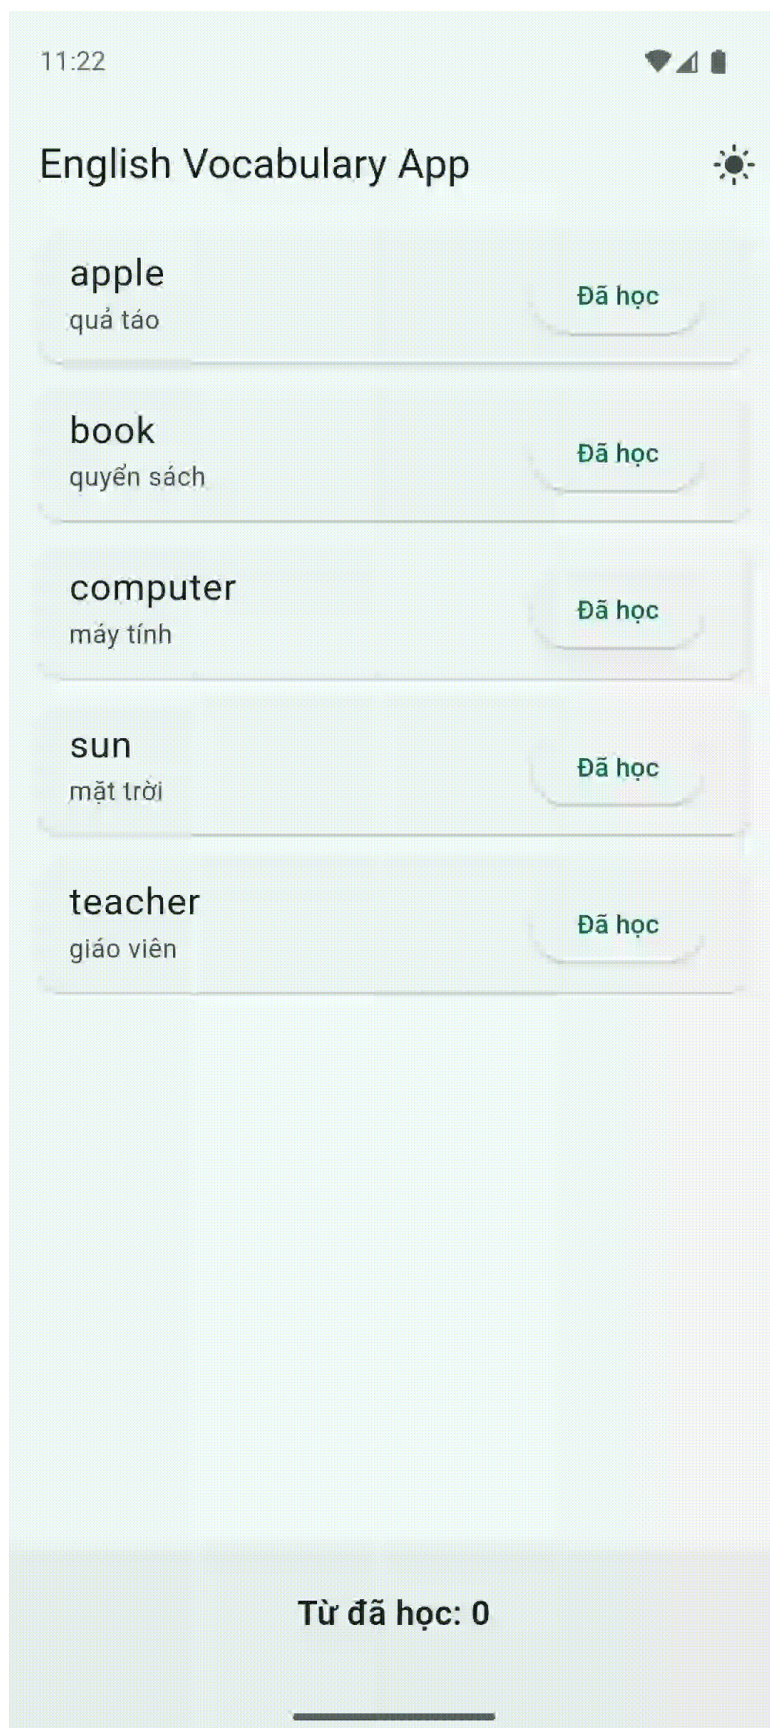 11:22
English Vocabulary App
apple
quả táo
Đã học
book
quyển sách
Đã học
computer
máy tính
Đã học
sun
mặt trời
Đã học
teacher
giáo viên
Đã học
Từ đã học: 0